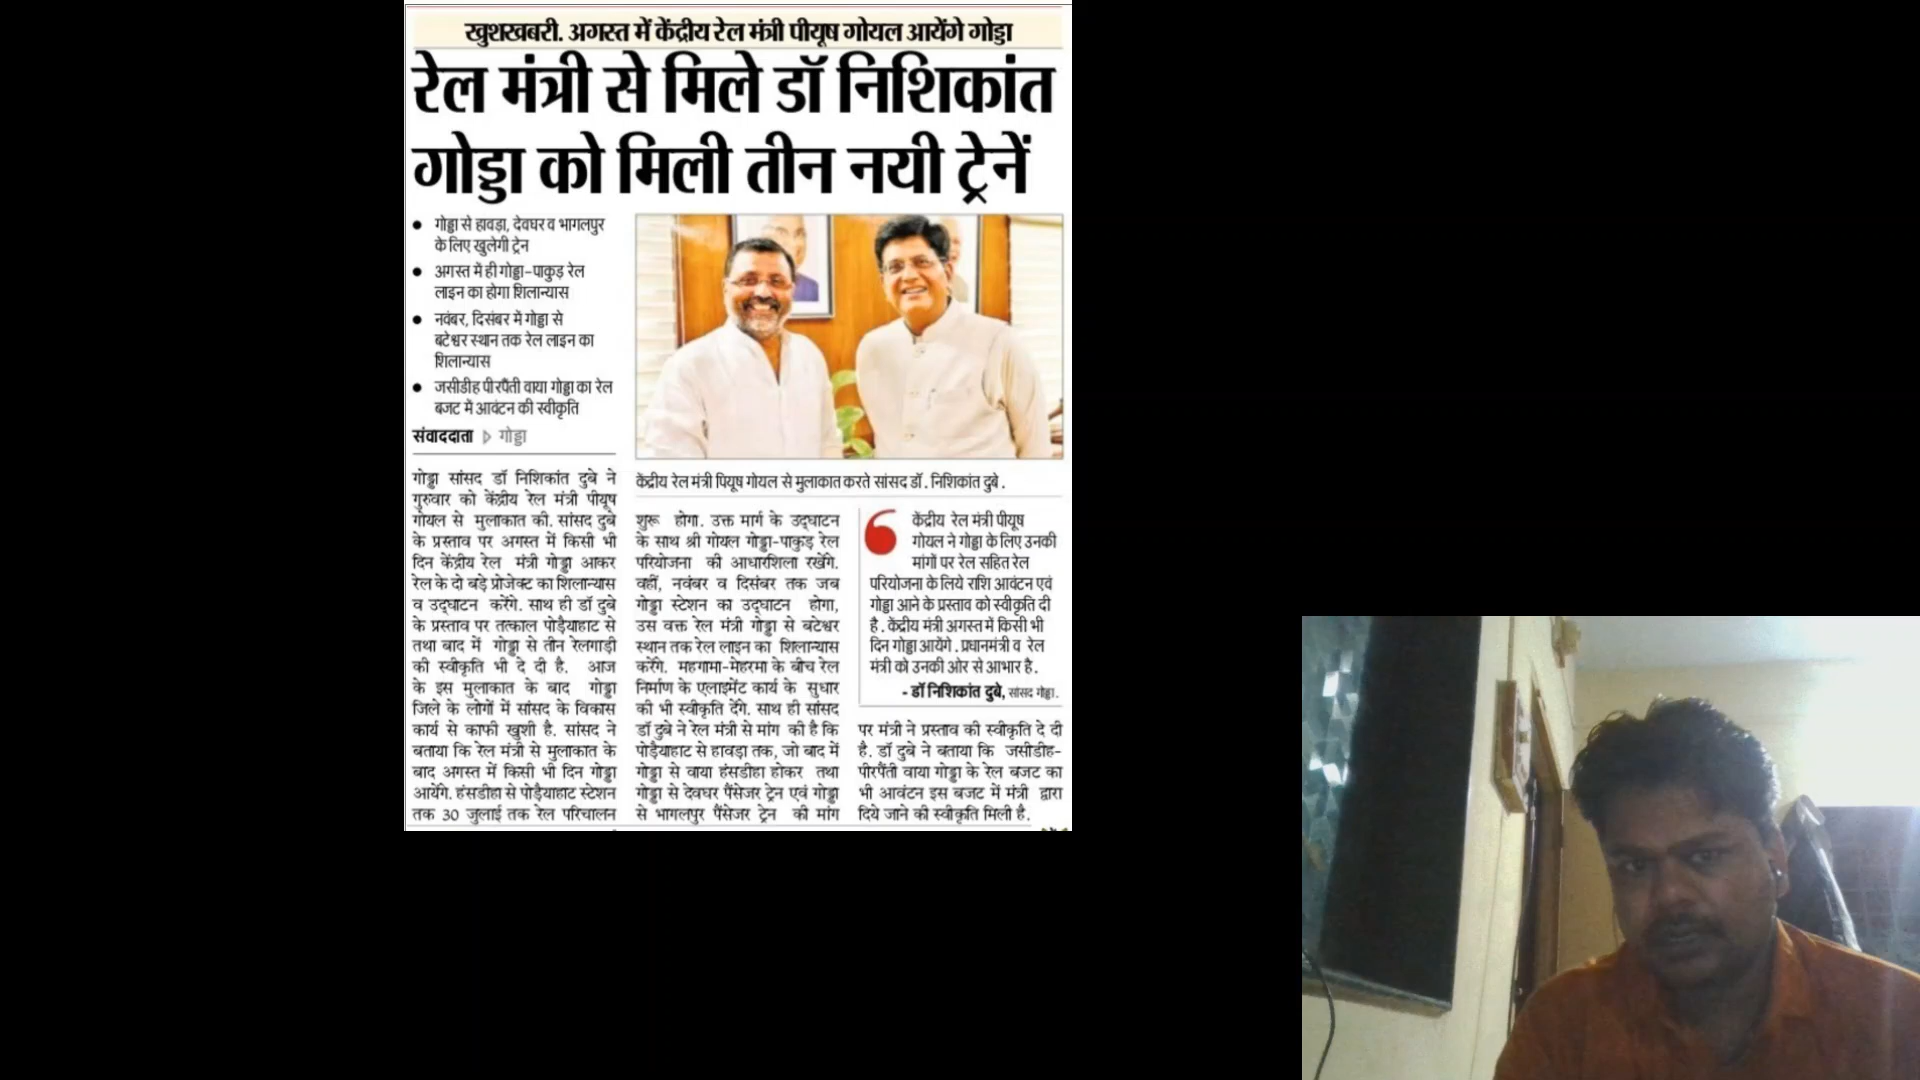 खुशखबरी. अगस्त में केंद्रीय रेल मंत्री पीयूष गोयल आयेंगे गोड्डा
रेल मंत्री से मिले डॉ निशिकांत
गोड्डा को मिली तीन नयी ट्रेनें
● गोड्डा से हावड़ा, देवघर व भागलपुर
के लिए खुलेगी ट्रेन
● अगस्त में ही गोड्डा-पाकुड़ रेल
लाइन का होगा शिलान्यास
● नवंबर, दिसंबर में गोड्डा से
बटेश्वर स्थान तक रेल लाइन का
शिलान्यास
● जसीडीह पीरपैंती वाया गोड्डा का रेल
बजट में आवंटन की स्वीकृति
संवाददाता ▷ गोड्डा
गोड्डा सांसद डॉ निशिकांत दुबे ने
गुरुवार को केंद्रीय रेल मंत्री पीयूष
गोयल से मुलाकात की. सांसद दुबे
के प्रस्ताव पर अगस्त में किसी भी
दिन केंद्रीय रेल मंत्री गोड्डा आकर
रेल के दो बड़े प्रोजेक्ट का शिलान्यास
व उद्घाटन करेंगे. साथ ही डॉ दुबे
के प्रस्ताव पर तत्काल पोड़ैयाहाट से
तथा बाद में गोड्डा से तीन रेलगाड़ी
की स्वीकृति भी दे दी है. आज
के इस मुलाकात के बाद गोड्डा
जिले के लोगों में सांसद के विकास
कार्य से काफी खुशी है. सांसद ने
बताया कि रेल मंत्री से मुलाकात के
बाद अगस्त में किसी भी दिन गोड्डा
आयेंगे. हंसडीहा से पोड़ैयाहाट स्टेशन
तक 30 जुलाई तक रेल परिचालन
केंद्रीय रेल मंत्री पियूष गोयल से मुलाकात करते सांसद डॉ. निशिकांत दुबे.
शुरू होगा. उक्त मार्ग के उद्घाटन
के साथ श्री गोयल गोड्डा-पाकुड़ रेल
परियोजना की आधारशिला रखेंगे.
वहीं, नवंबर व दिसंबर तक जब
गोड्डा स्टेशन का उद्घाटन होगा,
उस वक्त रेल मंत्री गोड्डा से बटेश्वर
स्थान तक रेल लाइन का शिलान्यास
करेंगे. महगामा-मेहरमा के बीच रेल
निर्माण के एलाइमेंट कार्य के सुधार
की भी स्वीकृति देंगे. साथ ही सांसद
डॉ दुबे ने रेल मंत्री से मांग की है कि
पोड़ैयाहाट से हावड़ा तक, जो बाद में
गोड्डा से वाया हंसडीहा होकर तथा
गोड्डा से देवघर पैंसेजर ट्रेन एवं गोड्डा
से भागलपुर पैंसेजर ट्रेन की मांग
केंद्रीय रेल मंत्री पीयूष
गोयल ने गोड्डा के लिए उनकी
मांगों पर रेल सहित रेल
परियोजना के लिये राशि आवंटन एवं
गोड्डा आने के प्रस्ताव को स्वीकृति दी
है. केंद्रीय मंत्री अगस्त में किसी भी
दिन गोड्डा आयेंगे. प्रधानमंत्री व रेल
मंत्री को उनकी ओर से आभार है.
- डॉ निशिकांत दुबे, सांसद गोड्डा.
पर मंत्री ने प्रस्ताव की स्वीकृति दे दी
है. डॉ दुबे ने बताया कि जसीडीह-
पीरपैंती वाया गोड्डा के रेल बजट का
भी आवंटन इस बजट में मंत्री द्वारा
दिये जाने की स्वीकृति मिली है.